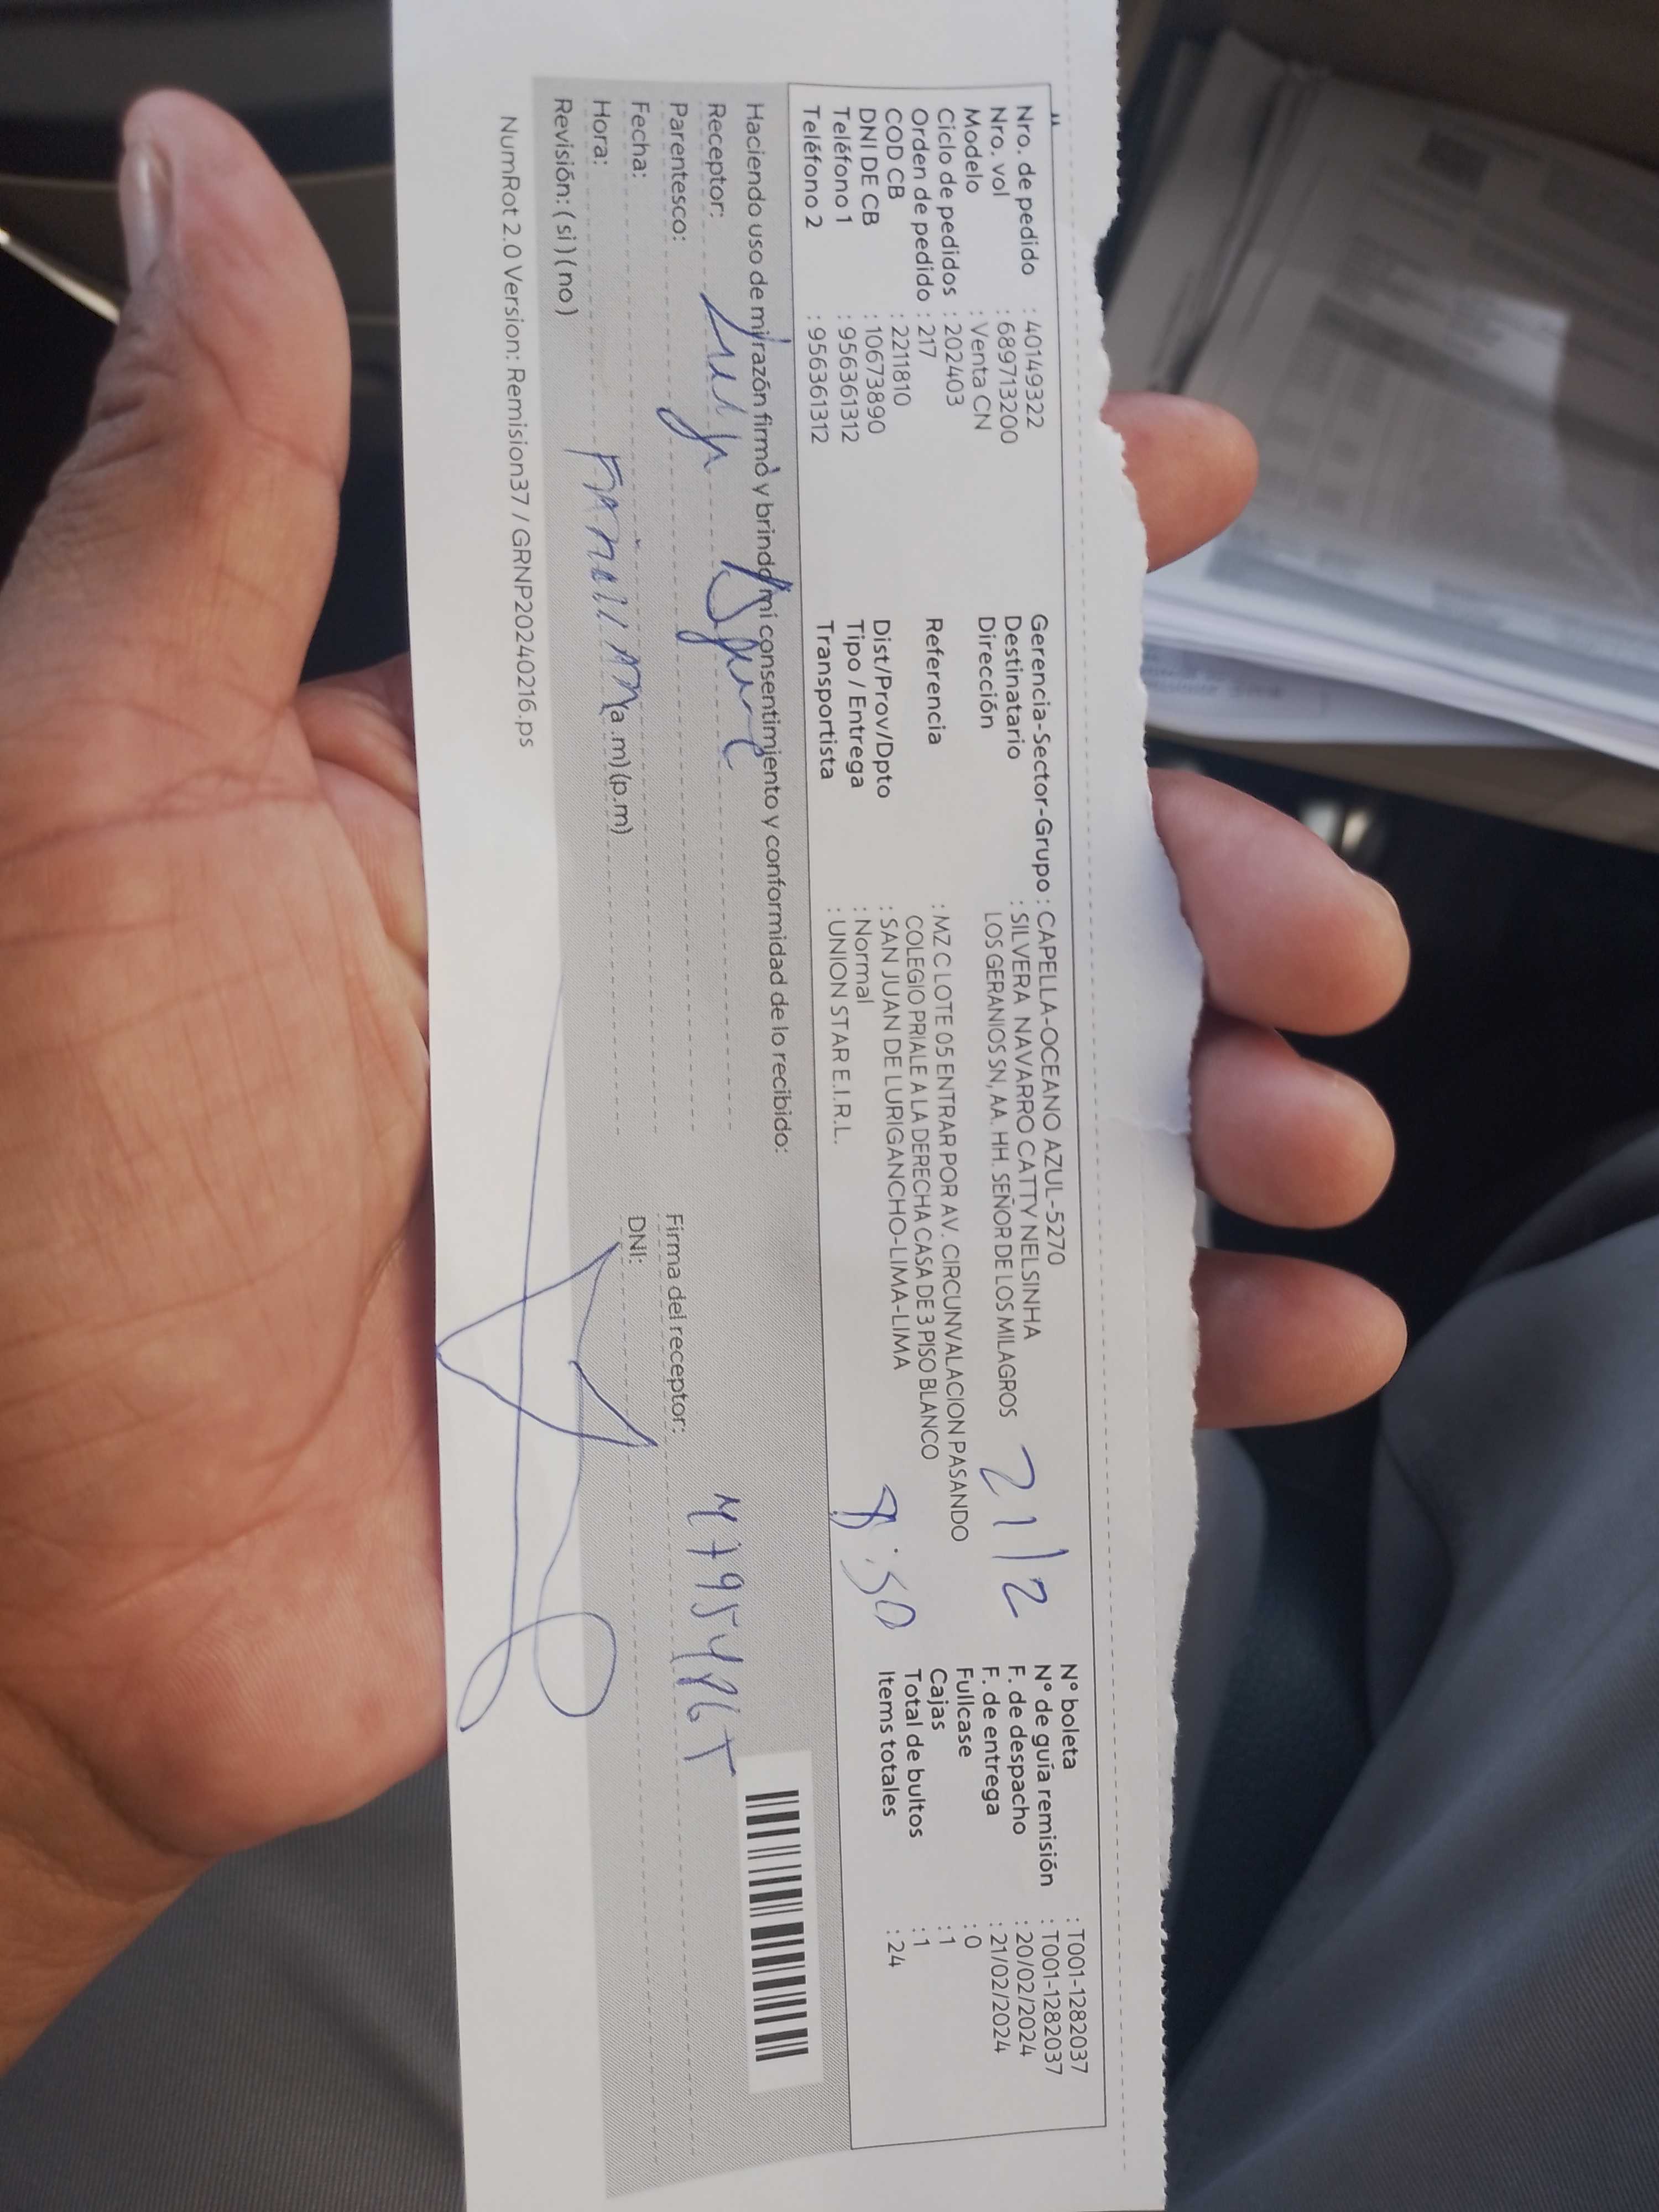 Nro. de pedido : 40149322
Nro. vol : 689713200
Modelo : Venta CN
Ciclo de pedidos : 202403
Orden de pedido : 217
COD CB : 2211810
DNI DE CB : 10673890
Teléfono 1 : 956361312
Teléfono 2 : 956361312
Gerencia-Sector-Grupo : CAPELLA-OCEANO AZUL-5270
Destinatario : SILVERA NAVARRO CATTY NELSINHA
Dirección LOS GERANIOS SN, AA. HH. SEÑOR DE LOS MILAGROS
Referencia : MZ C LOTE 05 ENTRAR POR AV. CIRCUNVALACION PASANDO
COLEGIO PRIALE A LA DERECHA CASA DE 3 PISO BLANCO
Dist/Prov/Dpto : SAN JUAN DE LURIGANCHO-LIMA-LIMA
Tipo / Entrega : Normal
Transportista : UNION STAR E.I.R.L.
21/2
8:50
N° boleta : T001-1282037
N° de guía remisión : T001-1282037
F. de despacho : 20/02/2024
F. de entrega : 21/02/2024
Fullcase : 0
Cajas : 1
Total de bultos : 1
Items totales : 24
Haciendo uso de mi razón firmo y brindo mi consentimiento y conformidad de lo recibido:
Receptor:
Parentesco:
Fecha:
Hora: (a.m)(p.m)
Revisión: (si) (no)
Firma del receptor:
DNI:
NumRot 2.0 Version: Remision37 / GRNP20240216.ps